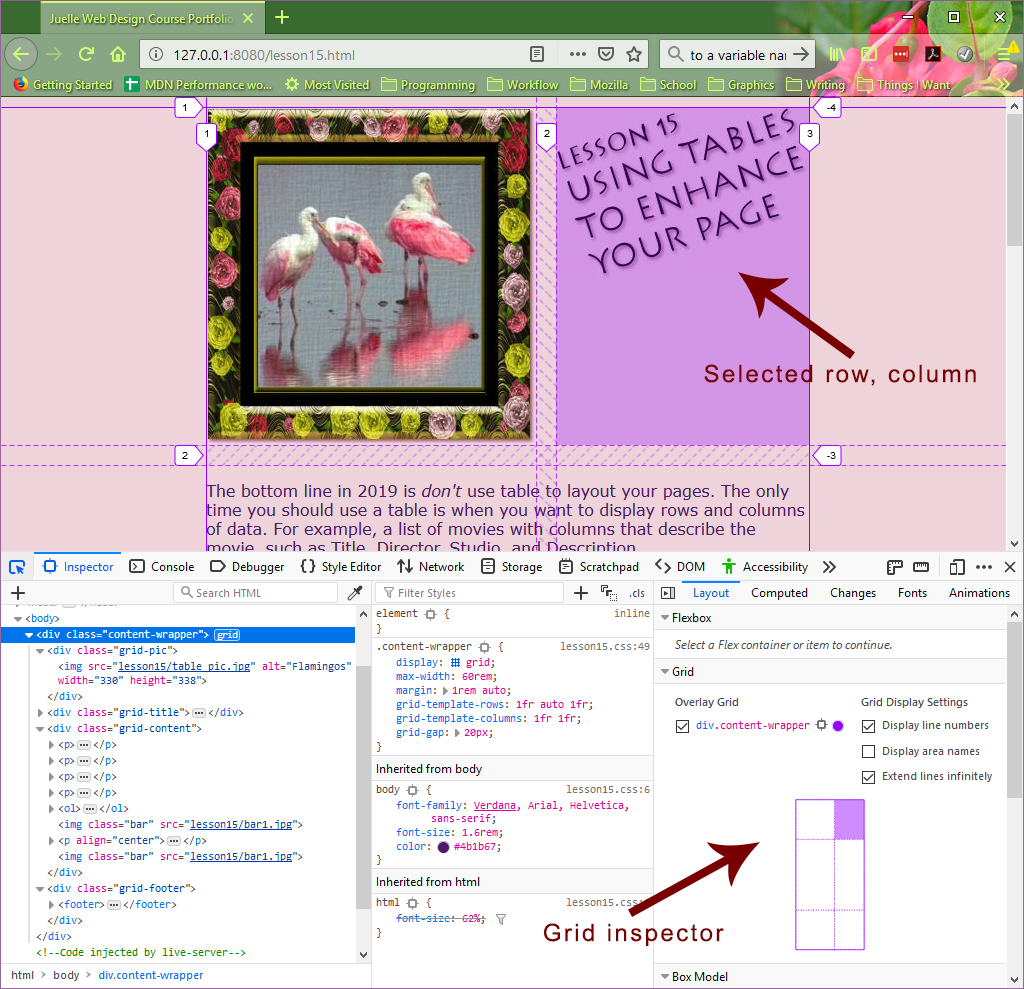 Juelle Web Design Course Portfolio
127.0.0.1:8080/lesson15.html
to a variable nar
Getting Started
MDN Performance wo...
Most Visited
Programming
Workflow
Mozilla
School
Graphics
Writing
Things I Want
1
-4
1
2
3
LESSON 15
USING TABLES
TO ENHANCE
YOUR PAGE
Selected row, column
2
-3
The bottom line in 2019 is don't use table to layout your pages. The only
time you should use a table is when you want to display rows and columns
of data. For example, a list of movies with columns that describe the
movie, such as Title, Director, Studio, and Description.
Inspector
Console
Debugger
Style Editor
Network
Storage
Scratchpad
DOM
Accessibility
Search HTML
<body>
<div class="content-wrapper"> grid
<div class="grid-pic">
<img src="lesson15/table_pic.jpg" alt="Flamingos"
width="330" height="338">
</div>
<div class="grid-title"> </div>
<div class="grid-content">
<p> </p>
<p> </p>
<p> </p>
<p> </p>
<ol> </ol>
<img class="bar" src="lesson15/bar1.jpg">
<p align="center"> </p>
<img class="bar" src="lesson15/bar1.jpg">
</div>
<div class="grid-footer">
<footer> </footer>
</div>
</div>
<!--Code injected by live-server-->
html
body
div.content-wrapper
Filter Styles
.cls
element { inline
}
.content-wrapper { lesson15.css:49
display: grid;
max-width: 60rem;
margin: 1rem auto;
grid-template-rows: 1fr auto 1fr;
grid-template-columns: 1fr 1fr;
grid-gap: 20px;
}
Inherited from body
body { lesson15.css:6
font-family: Verdana, Arial, Helvetica,
sans-serif;
font-size: 1.6rem;
color: #4b1b67;
}
Inherited from html
html { lesson15.css:
font-size: 62%;
}
Layout
Computed
Changes
Fonts
Animations
Flexbox
Select a Flex container or item to continue.
Grid
Overlay Grid
div.content-wrapper
Grid Display Settings
Display line numbers
Display area names
Extend lines infinitely
Grid inspector
Box Model